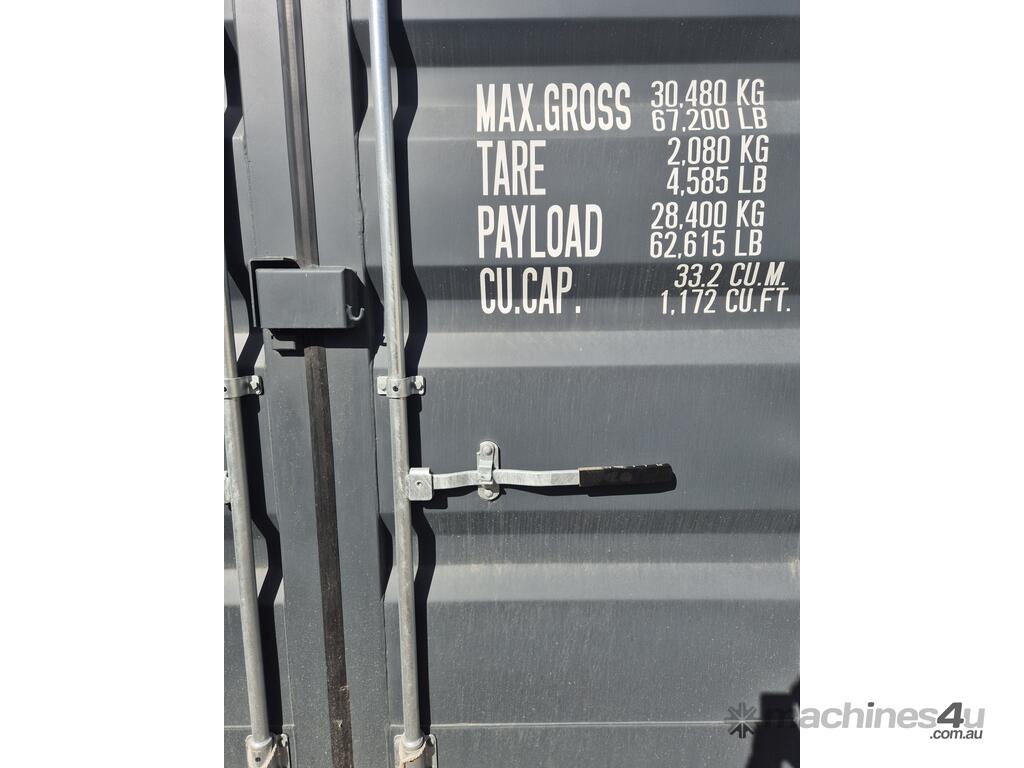 MAX.GROSS 30,480 KG
67,200 LB
TARE 2,080 KG
4,585 LB
PAYLOAD 28,400 KG
62,615 LB
CU.CAP. 33.2 CU.M.
1,172 CU.FT.
machines4u
.com.au